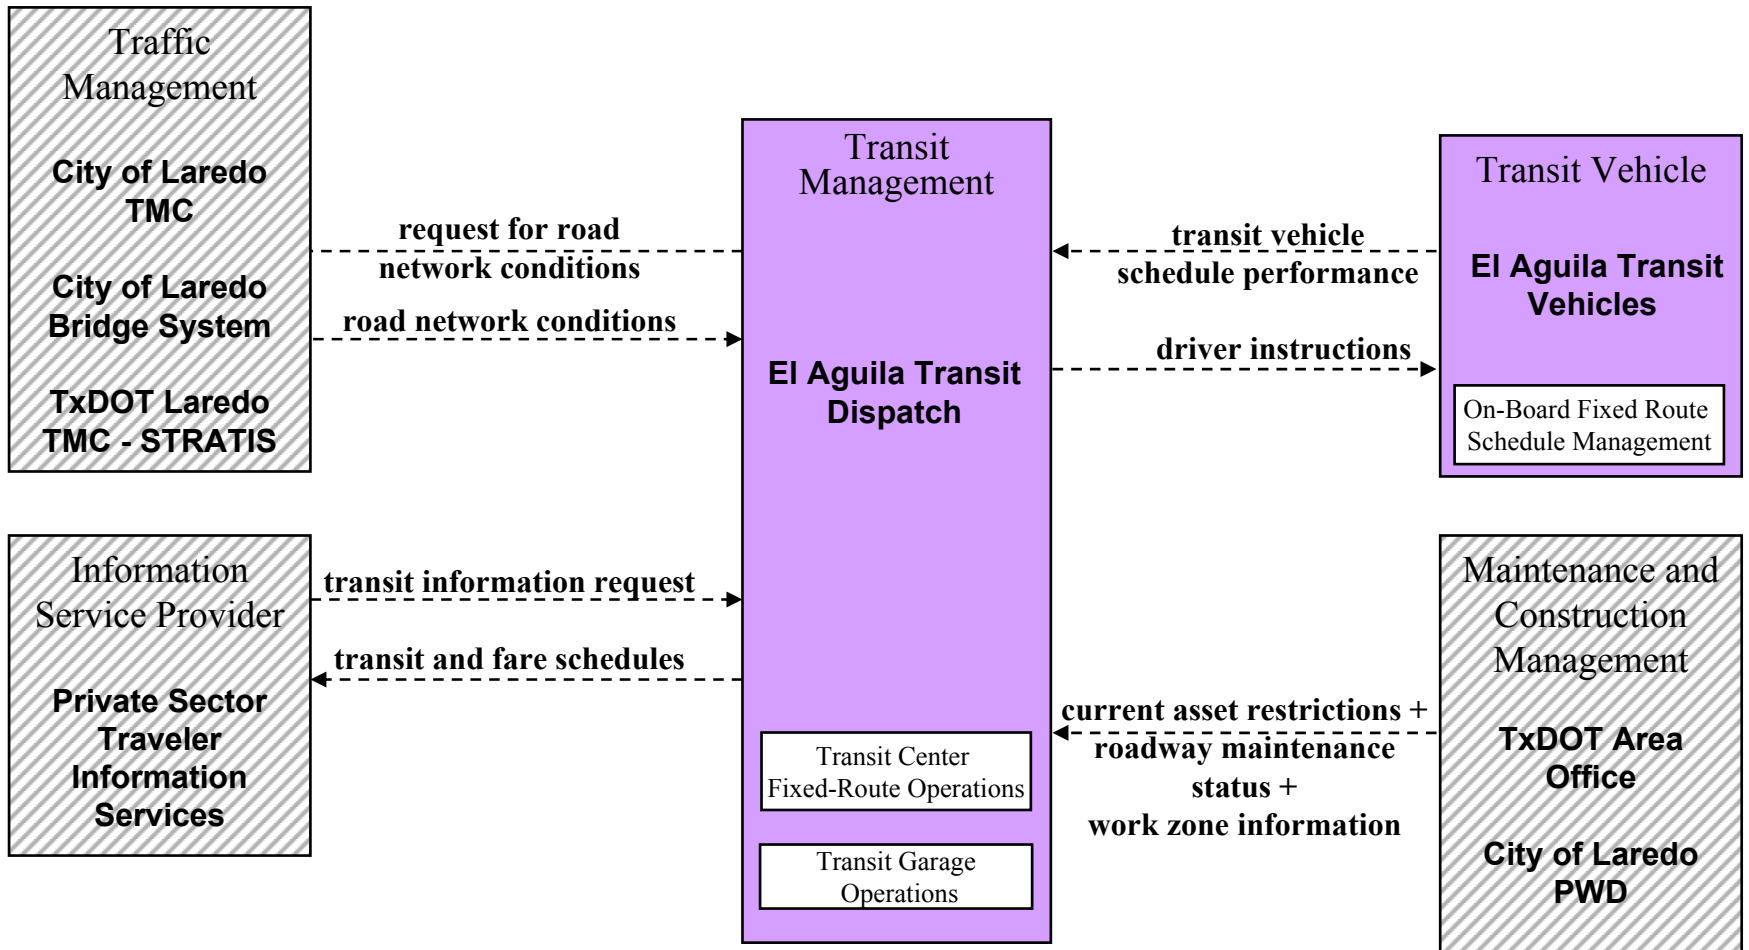 Traffic
Management
City of Laredo
TMC
City of Laredo
Bridge System
TxDOT Laredo
TMC - STRATIS
request for road
network conditions
road network conditions
Information
Service Provider
Private Sector
Traveler
Information
Services
transit information request
transit and fare schedules
Transit
Management
El Aguila Transit
Dispatch
Transit Center
Fixed-Route Operations
Transit Garage
Operations
transit vehicle
schedule performance
driver instructions
Transit Vehicle
El Aguila Transit
Vehicles
On-Board Fixed Route
Schedule Management
current asset restrictions +
roadway maintenance
status +
work zone information
Maintenance and
Construction
Management
TxDOT Area
Office
City of Laredo
PWD